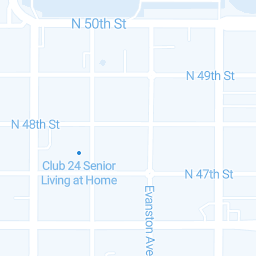 N 50th St
N 49th St
N 48th St
Club 24 Senior
Living at Home
N 47th St
Evanston Ave